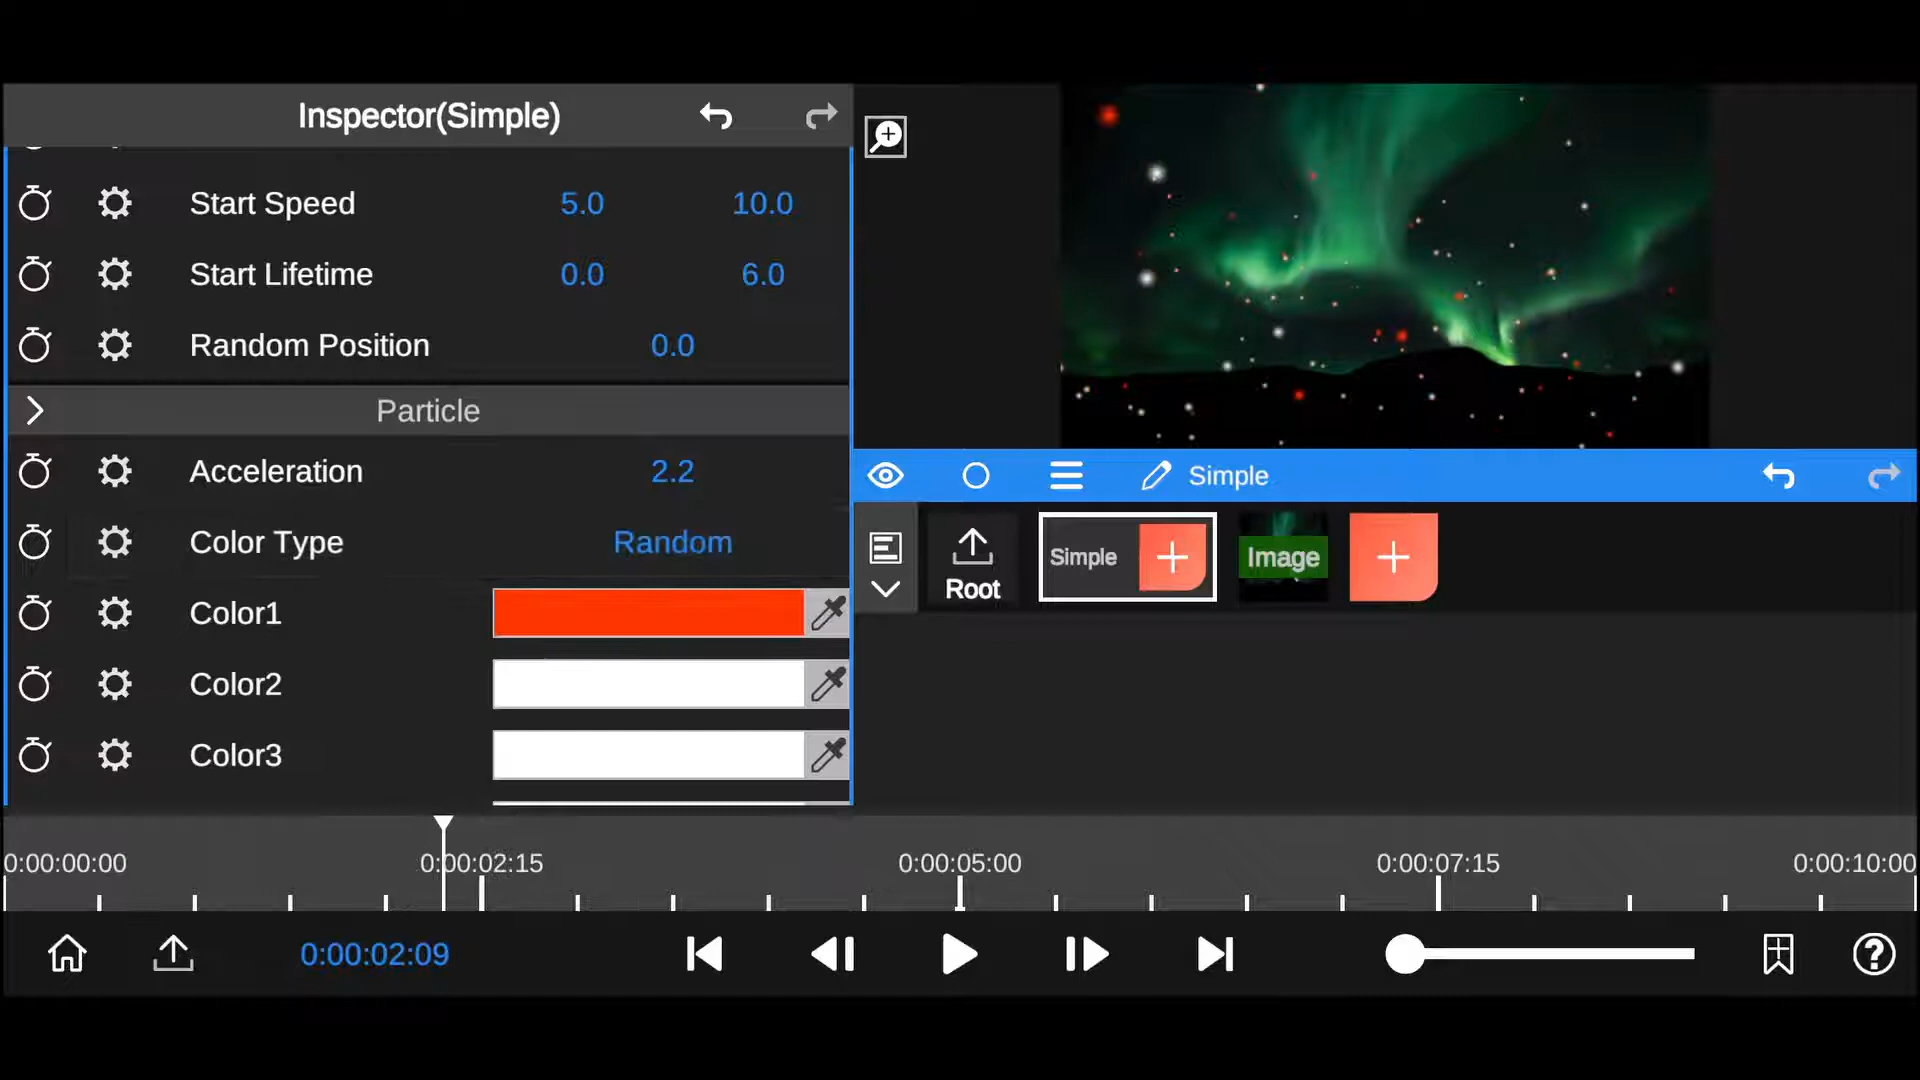 Inspector(Simple)
Start Speed 5.0 10.0
Start Lifetime 0.0 6.0
Random Position 0.0
Particle
Acceleration 2.2
Color Type Random
Color1
Color2
Color3
Simple
Root
Simple
Image
0:00:00:00 0:00:02:15 0:00:05:00 0:00:07:15 0:00:10:00
0:00:02:09